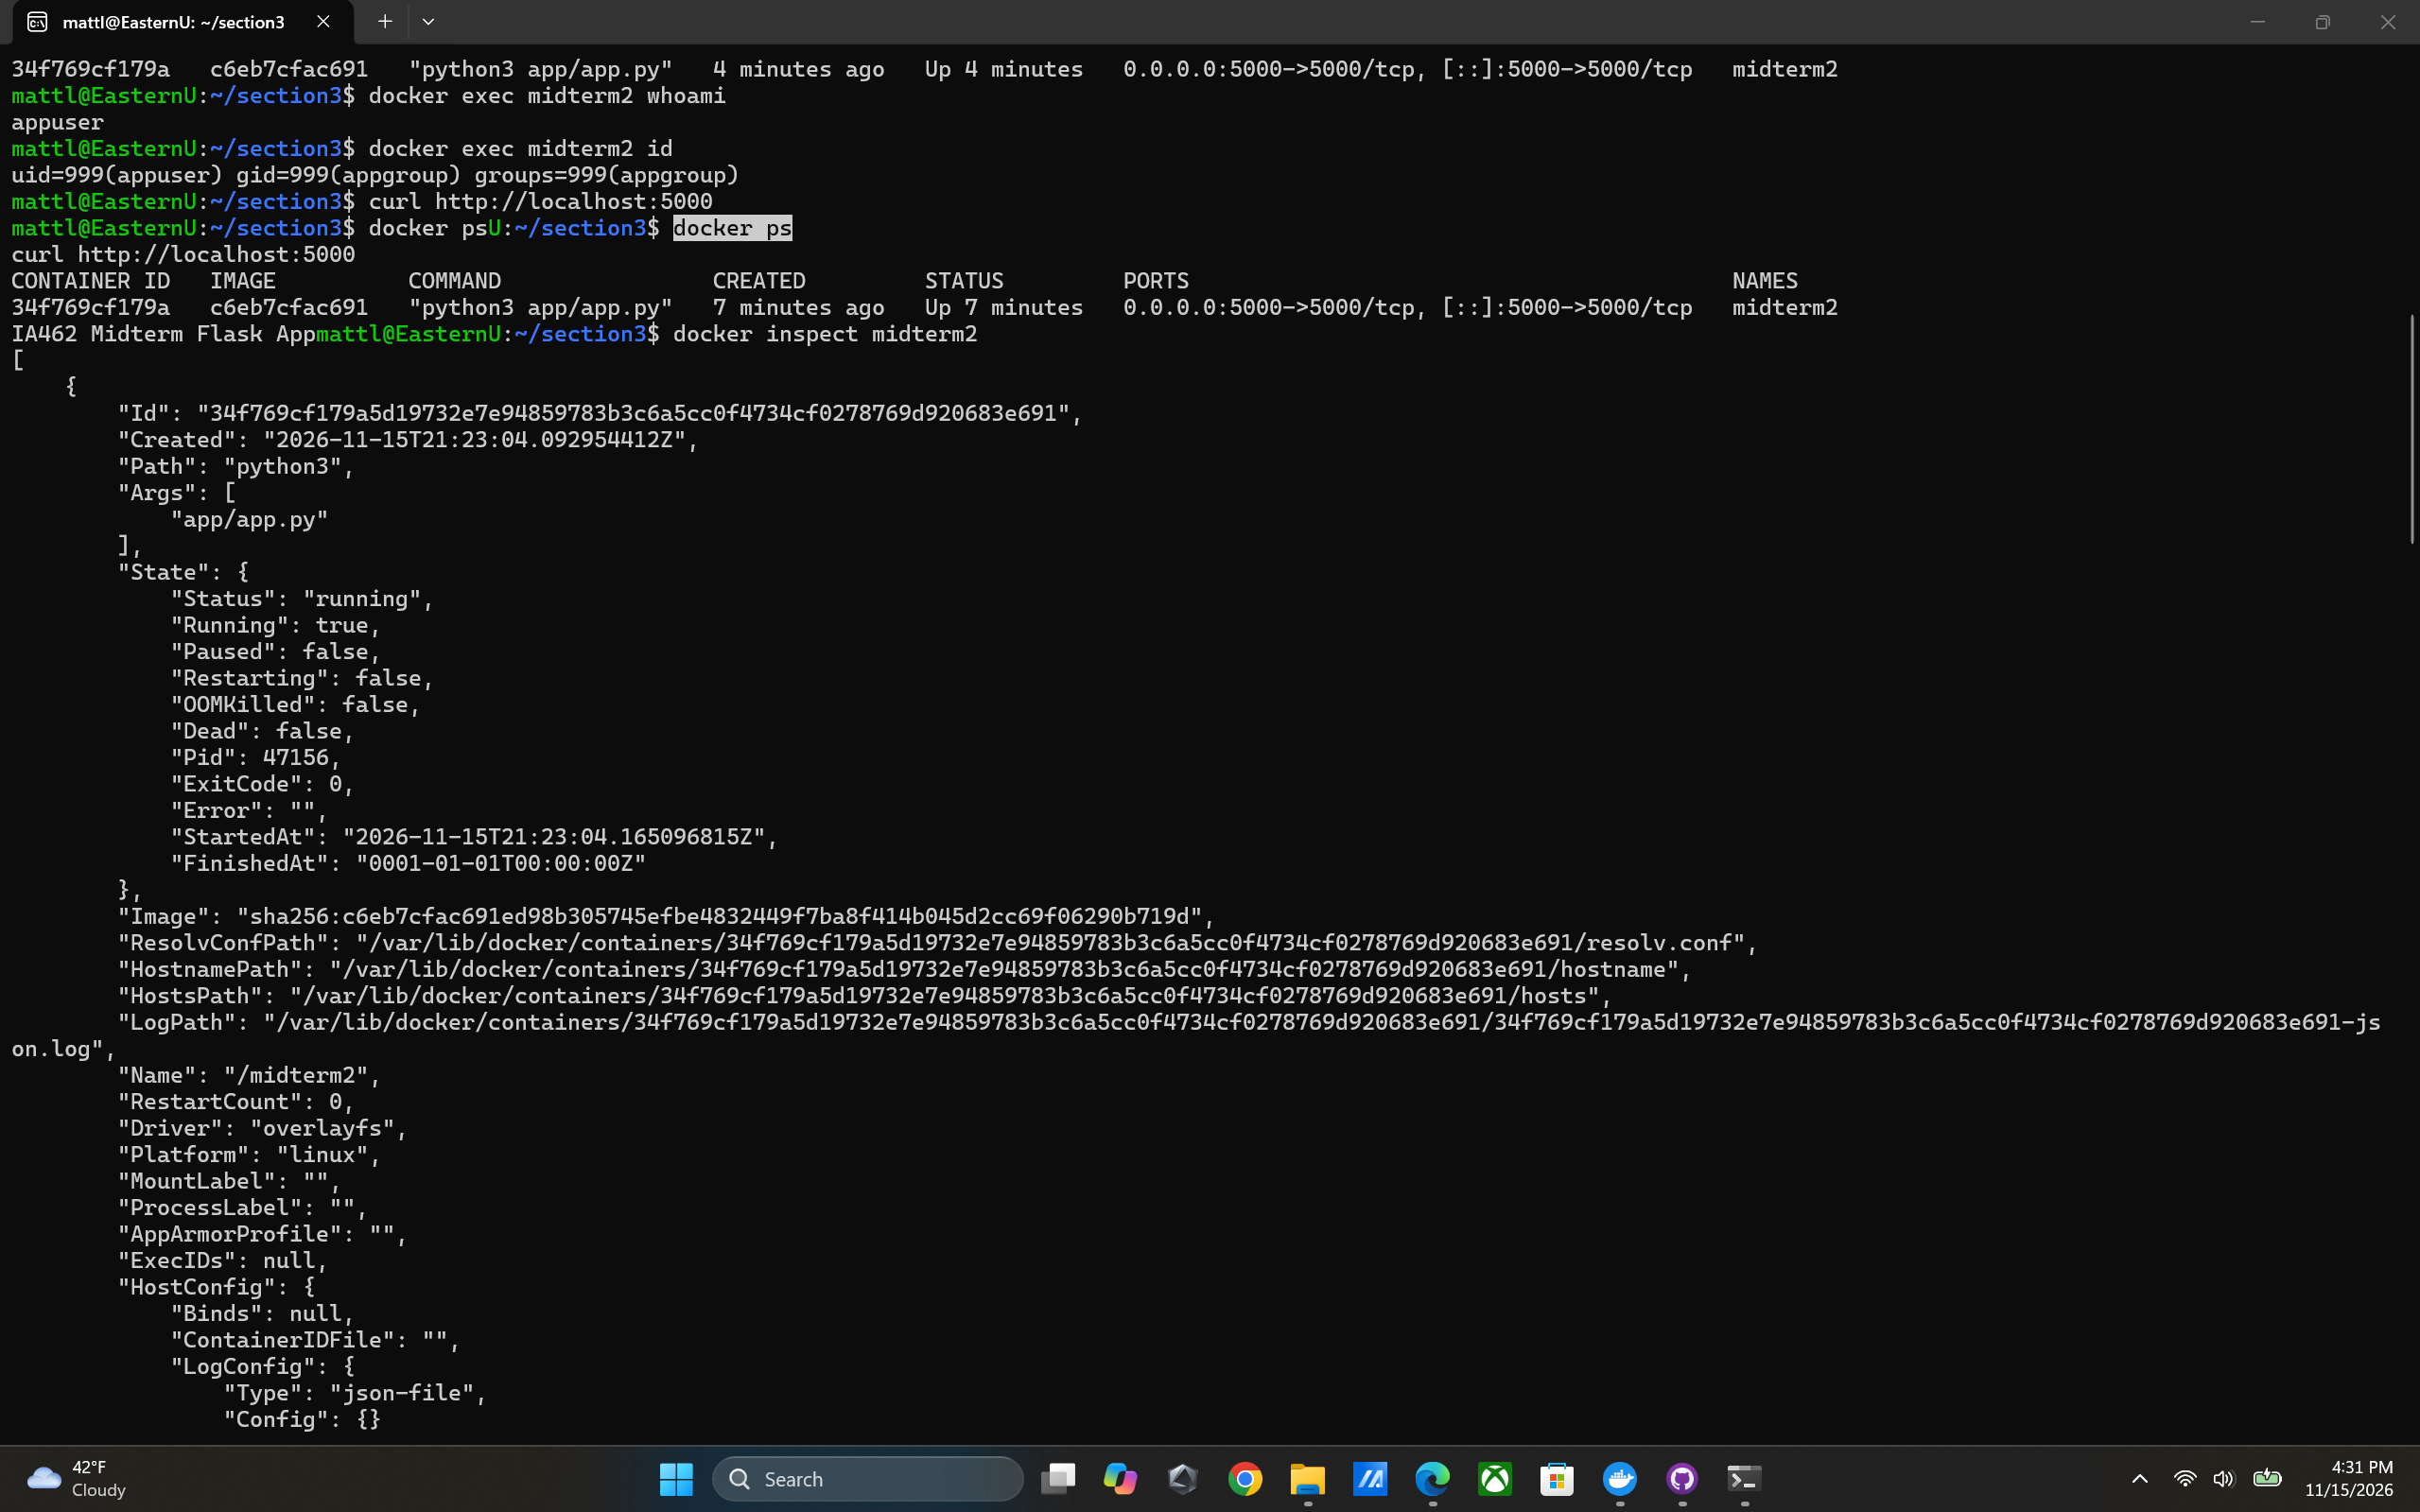 mattl@EasternU: ~/section3
34f769cf179a   c6eb7cfac691   "python3 app/app.py"   4 minutes ago   Up 4 minutes   0.0.0.0:5000->5000/tcp, [::]:5000->5000/tcp   midterm2
mattl@EasternU:~/section3$ docker exec midterm2 whoami
appuser
mattl@EasternU:~/section3$ docker exec midterm2 id
uid=999(appuser) gid=999(appgroup) groups=999(appgroup)
mattl@EasternU:~/section3$ curl http://localhost:5000
mattl@EasternU:~/section3$ docker psU:~/section3$ docker ps
curl http://localhost:5000
CONTAINER ID   IMAGE          COMMAND                CREATED         STATUS         PORTS                                         NAMES
34f769cf179a   c6eb7cfac691   "python3 app/app.py"   7 minutes ago   Up 7 minutes   0.0.0.0:5000->5000/tcp, [::]:5000->5000/tcp   midterm2
IA462 Midterm Flask Appmattl@EasternU:~/section3$ docker inspect midterm2
[
    {
        "Id": "34f769cf179a5d19732e7e94859783b3c6a5cc0f4734cf0278769d920683e691",
        "Created": "2026-11-15T21:23:04.092954412Z",
        "Path": "python3",
        "Args": [
            "app/app.py"
        ],
        "State": {
            "Status": "running",
            "Running": true,
            "Paused": false,
            "Restarting": false,
            "OOMKilled": false,
            "Dead": false,
            "Pid": 47156,
            "ExitCode": 0,
            "Error": "",
            "StartedAt": "2026-11-15T21:23:04.165096815Z",
            "FinishedAt": "0001-01-01T00:00:00Z"
        },
        "Image": "sha256:c6eb7cfac691ed98b305745efbe4832449f7ba8f414b045d2cc69f06290b719d",
        "ResolvConfPath": "/var/lib/docker/containers/34f769cf179a5d19732e7e94859783b3c6a5cc0f4734cf0278769d920683e691/resolv.conf",
        "HostnamePath": "/var/lib/docker/containers/34f769cf179a5d19732e7e94859783b3c6a5cc0f4734cf0278769d920683e691/hostname",
        "HostsPath": "/var/lib/docker/containers/34f769cf179a5d19732e7e94859783b3c6a5cc0f4734cf0278769d920683e691/hosts",
        "LogPath": "/var/lib/docker/containers/34f769cf179a5d19732e7e94859783b3c6a5cc0f4734cf0278769d920683e691/34f769cf179a5d19732e7e94859783b3c6a5cc0f4734cf0278769d920683e691-js
on.log",
        "Name": "/midterm2",
        "RestartCount": 0,
        "Driver": "overlayfs",
        "Platform": "linux",
        "MountLabel": "",
        "ProcessLabel": "",
        "AppArmorProfile": "",
        "ExecIDs": null,
        "HostConfig": {
            "Binds": null,
            "ContainerIDFile": "",
            "LogConfig": {
                "Type": "json-file",
                "Config": {}
42°F
Cloudy
Search
4:31 PM
11/15/2026